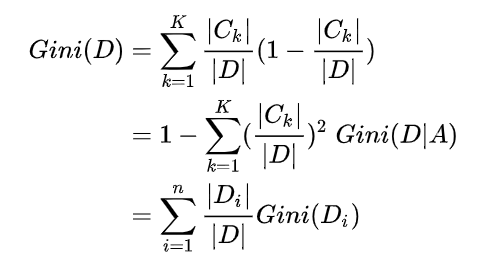 Gini(D) = \sum_{k=1}^{K} \frac{|C_k|}{|D|} (1 - \frac{|C_k|}{|D|})
= 1 - \sum_{k=1}^{K} (\frac{|C_k|}{|D|})^2 Gini(D|A)
= \sum_{i=1}^{n} \frac{|D_i|}{|D|} Gini(D_i)